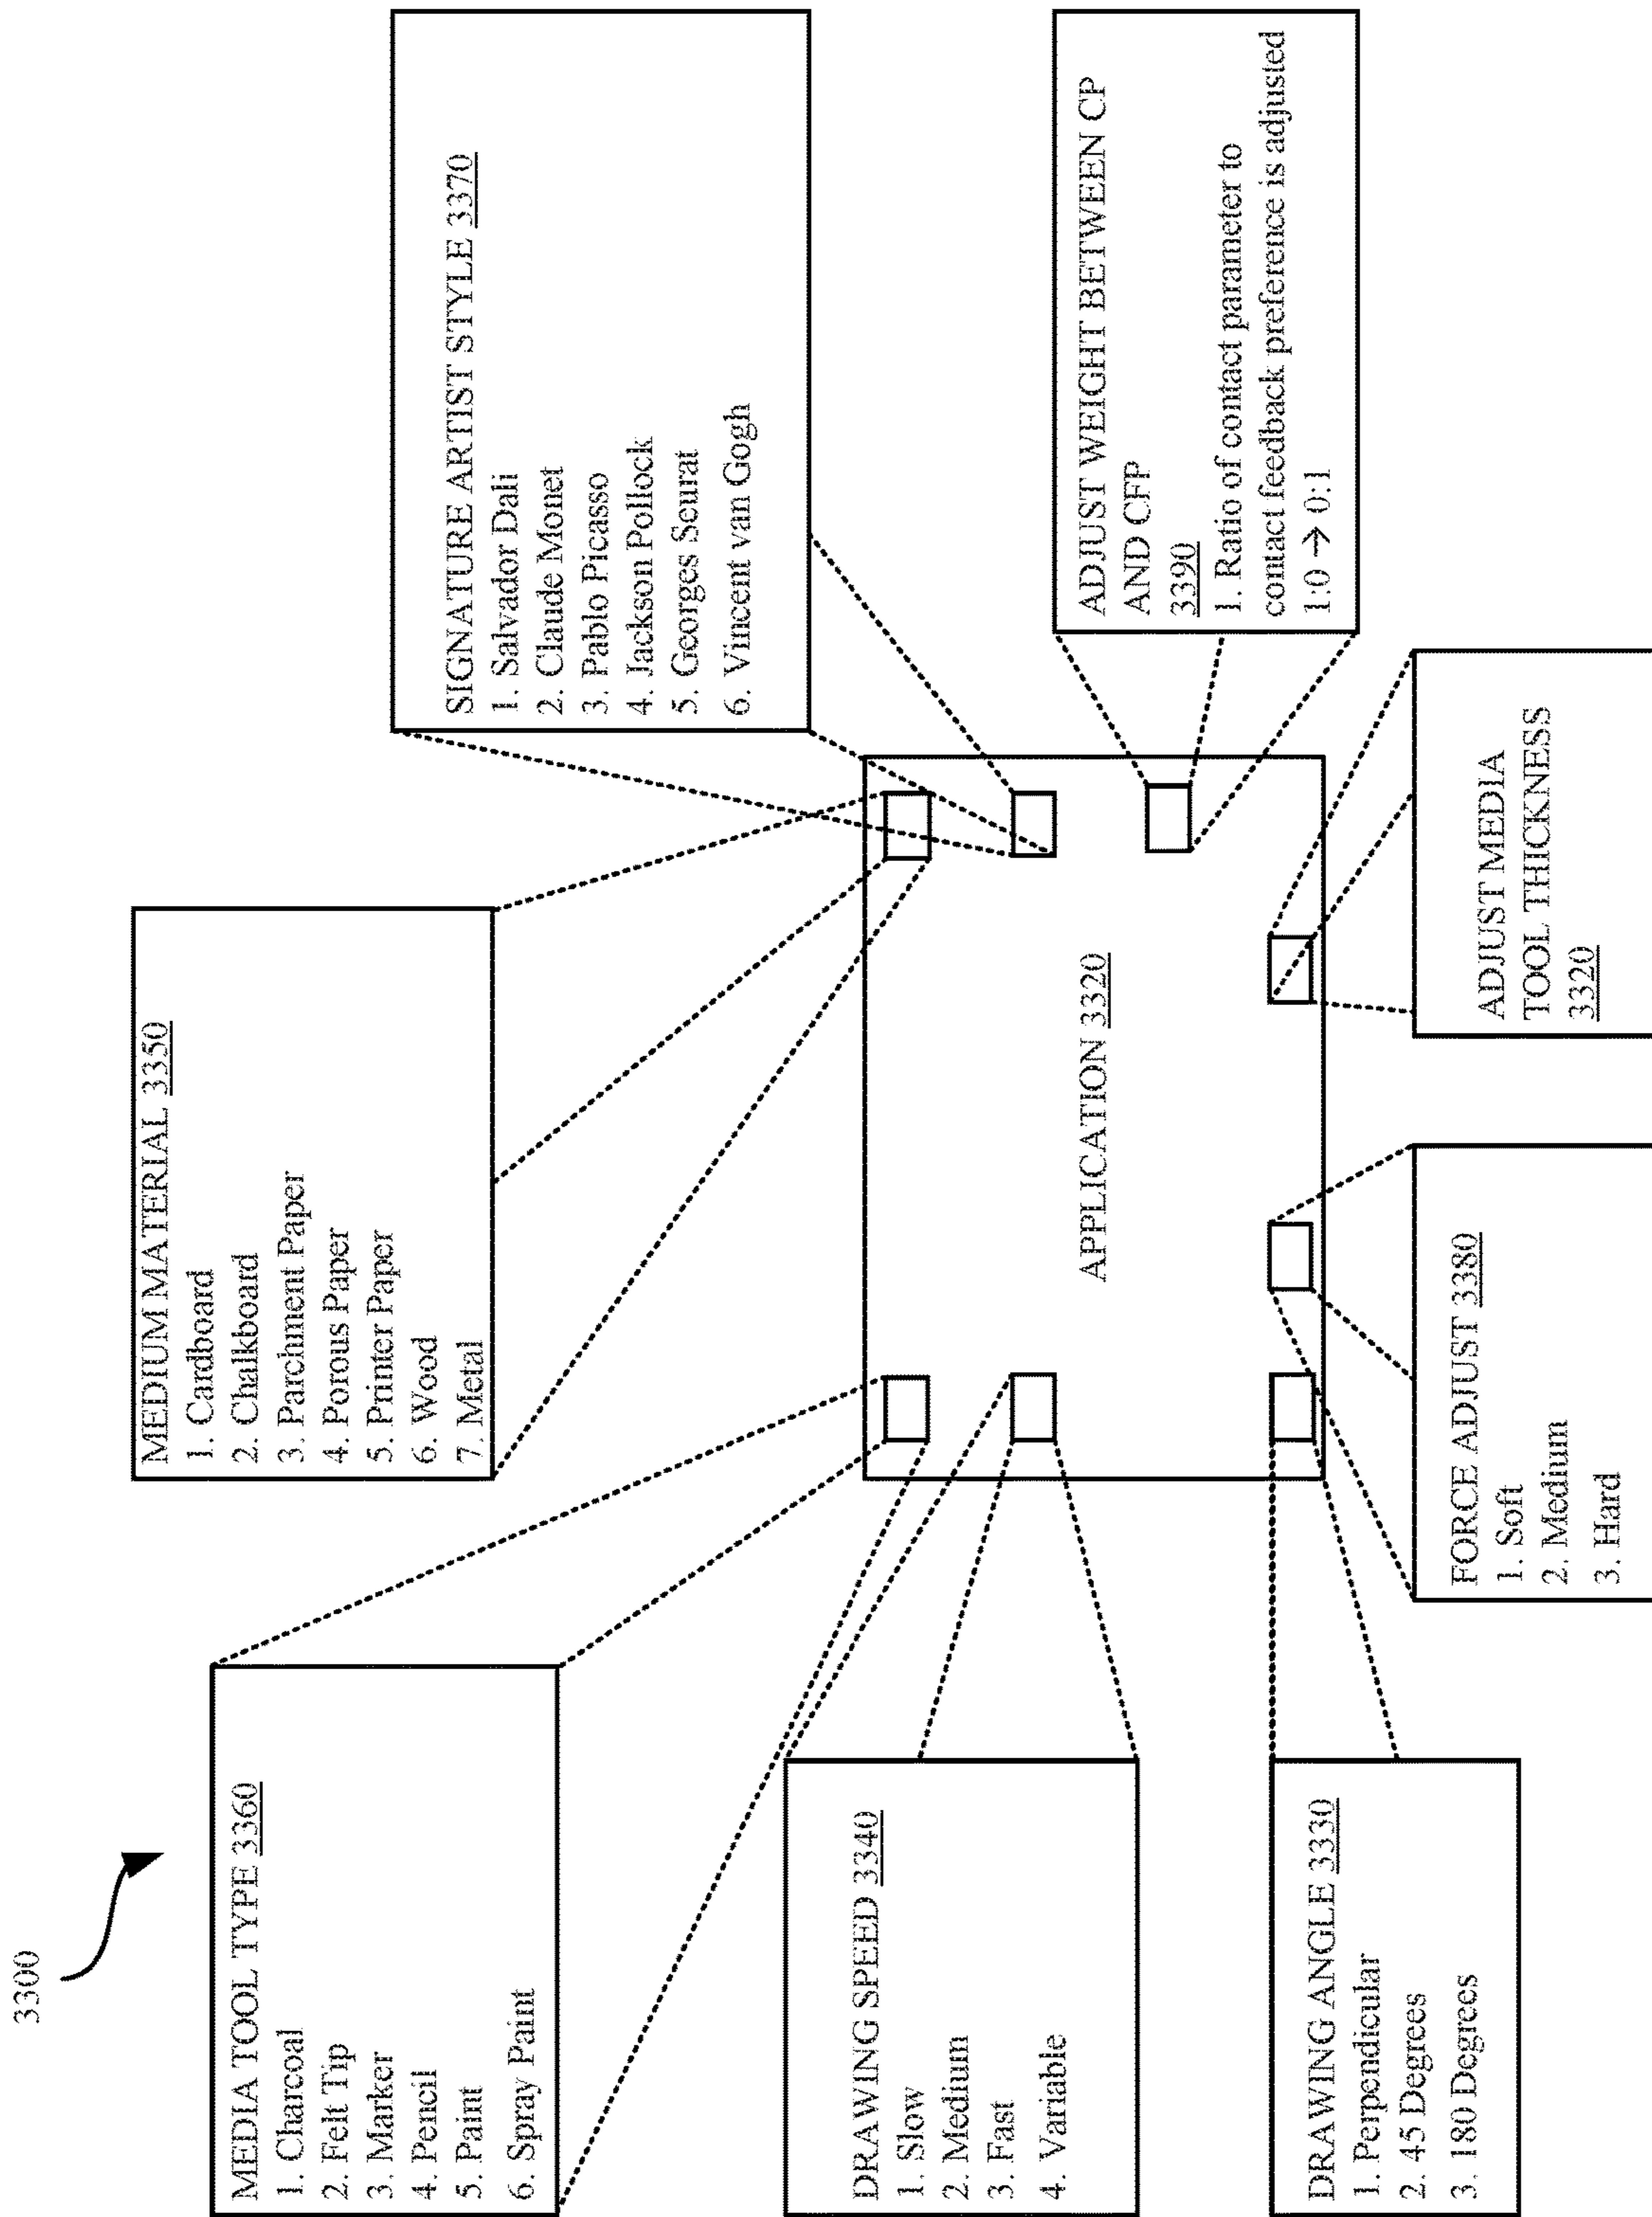 3300
MEDIA TOOL TYPE 3360
1. Charcoal
2. Felt Tip
3. Marker
4. Pencil
5. Paint
6. Spray Paint
MEDIUM MATERIAL 3350
1. Cardboard
2. Chalkboard
3. Parchment Paper
4. Porous Paper
5. Printer Paper
6. Wood
7. Metal
SIGNATURE ARTIST STYLE 3370
1. Salvador Dali
2. Claude Monet
3. Pablo Picasso
4. Jackson Pollock
5. Georges Seurat
6. Vincent van Gogh
DRAWING SPEED 3340
1. Slow
2. Medium
3. Fast
4. Variable
APPLICATION 3320
ADJUST WEIGHT BETWEEN CP
AND CFP
3390
1. Ratio of contact parameter to
contact feedback preference is adjusted
1:0 → 0:1
DRAWING ANGLE 3330
1. Perpendicular
2. 45 Degrees
3. 180 Degrees
FORCE ADJUST 3380
1. Soft
2. Medium
3. Hard
ADJUST MEDIA
TOOL THICKNESS
3320